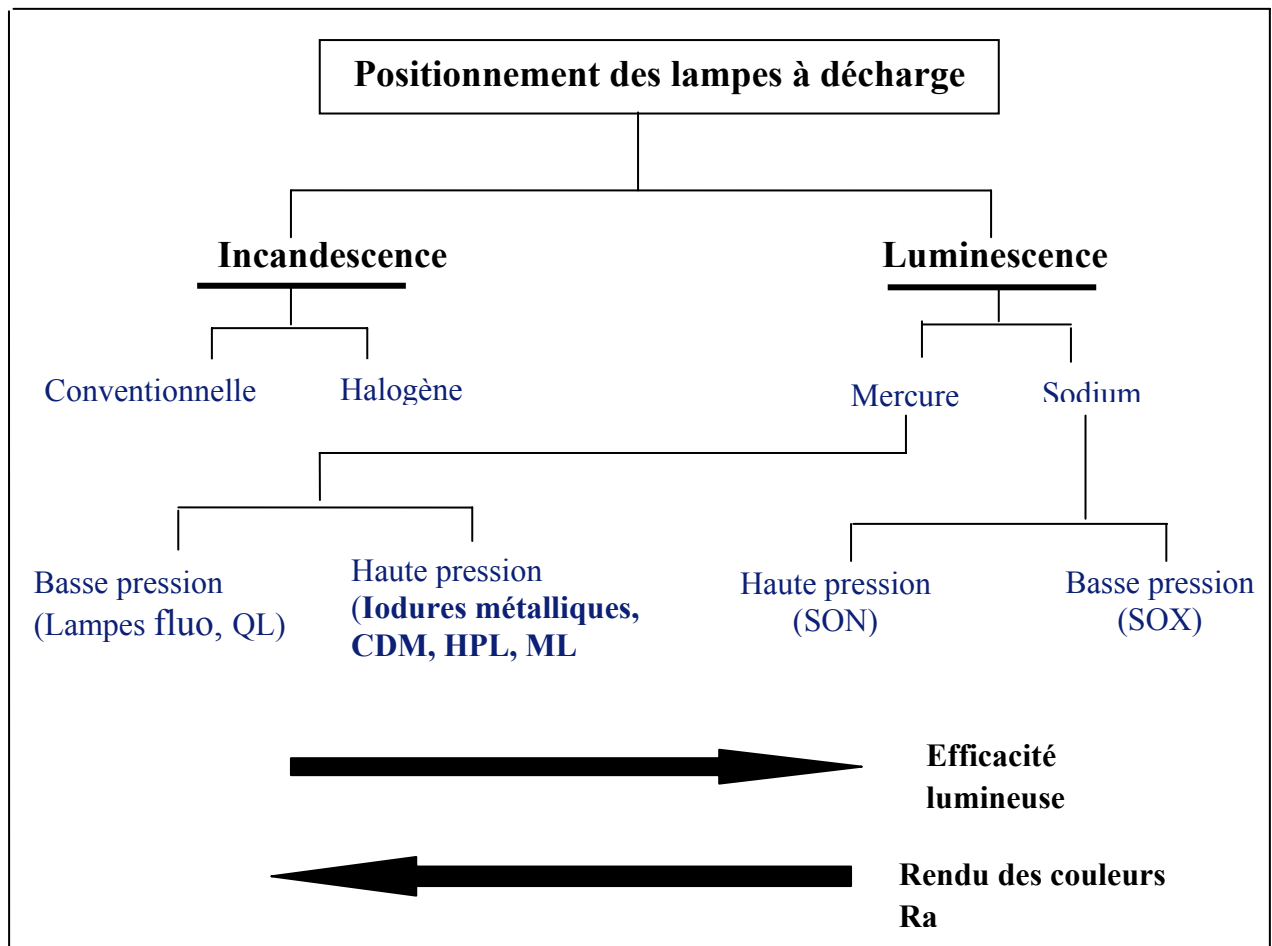 Positionnement des lampes à décharge
Incandescence
Luminescence
Conventionnelle
Halogène
Mercure
Sodium
Basse pression
(Lampes fluo, QL)
Haute pression
(Iodures métalliques,
CDM, HPL, ML
Haute pression
(SON)
Basse pression
(SOX)
Efficacité
lumineuse
Rendu des couleurs
Ra